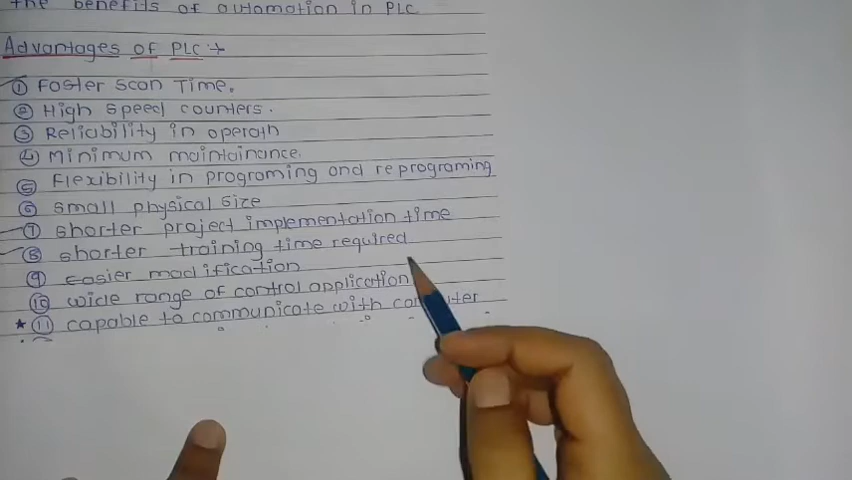 the benefits of automation in PLC
Advantages of PLC :-
① Faster scan Time.
② High speed counters.
③ Reliability in operatn
④ Minimum maintainance.
⑤ Flexibility in programing and reprograming
⑥ small physical size
⑦ shorter project implementation time
⑧ shorter training time required
⑨ easier modification
⑩ wide range of control application
★ ⑪ capable to communicate with computer